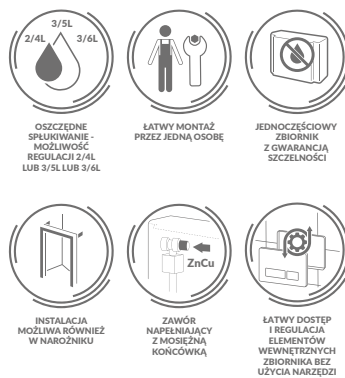 3/5L
2/4L
3/6L
OSZCZĘDNE
SPŁUKIWANIE -
MOŻLIWOŚĆ
REGULACJI 2/4L
LUB 3/5L LUB 3/6L
ŁATWY MONTAŻ
PRZEZ JEDNĄ OSOBĘ
JEDNOCZĘŚCIOWY
ZBIORNIK
Z GWARANCJĄ
SZCZELNOŚCI
INSTALACJA
MOŻLIWA RÓWNIEŻ
W NAROŻNIKU
ZnCu
ZAWÓR
NAPEŁNIAJĄCY
Z MOSIĘŻNĄ
KOŃCÓWKĄ
ŁATWY DOSTĘP
I REGULACJA
ELEMENTÓW
WEWNĘTRZNYCH
ZBIORNIKA BEZ
UŻYCIA NARZĘDZI